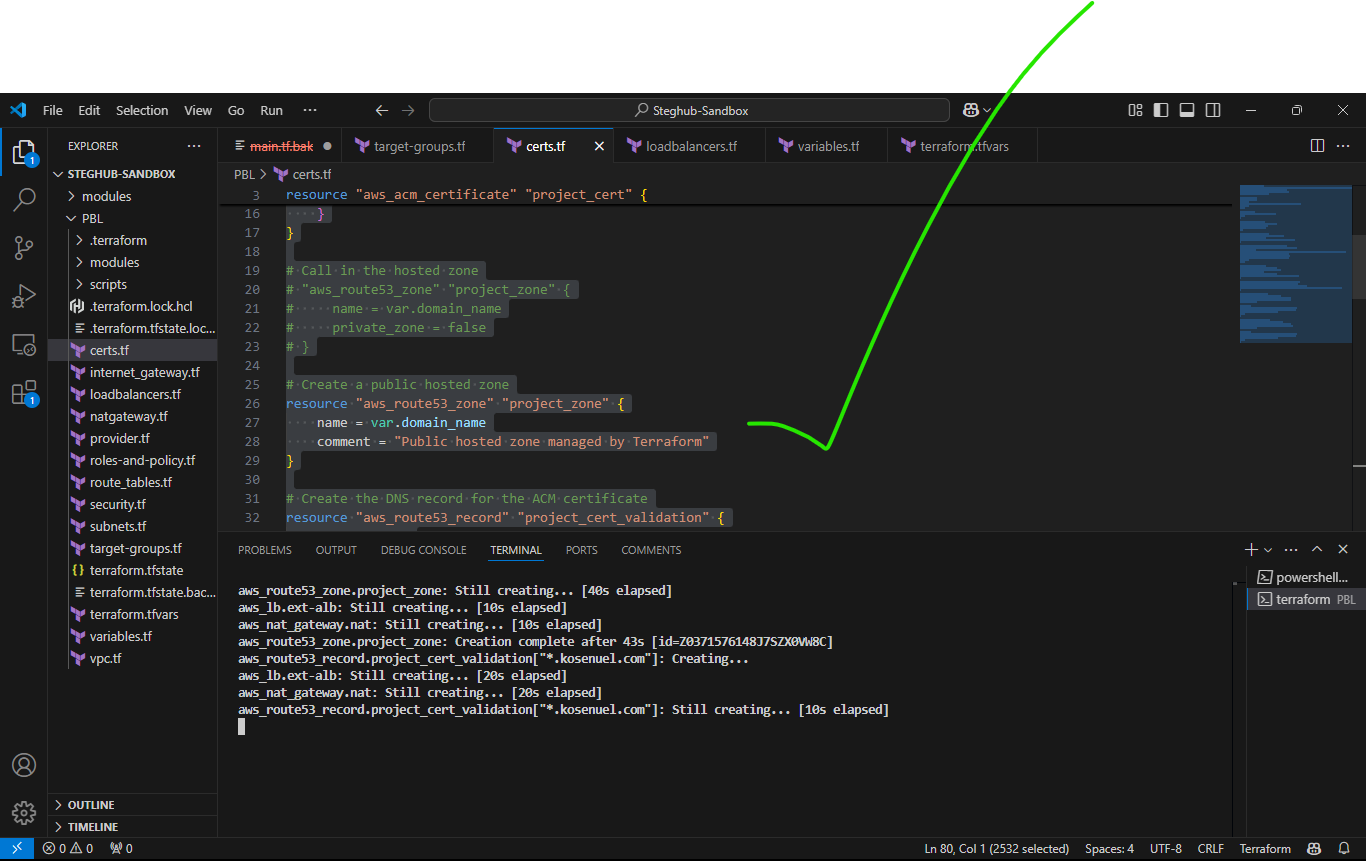 File Edit Selection View Go Run ··· Steghub-Sandbox
EXPLORER ···
main.tf.bak target-groups.tf certs.tf loadbalancers.tf variables.tf terraform.tfvars ···
STEGHUB-SANDBOX
modules
PBL
.terraform
modules
scripts
.terraform.lock.hcl
.terraform.tfstate.loc...
certs.tf
internet_gateway.tf
loadbalancers.tf
natgateway.tf
provider.tf
roles-and-policy.tf
route_tables.tf
security.tf
subnets.tf
target-groups.tf
terraform.tfstate
terraform.tfstate.bac...
terraform.tfvars
variables.tf
vpc.tf
OUTLINE
TIMELINE
1
1
PBL > certs.tf
3 resource "aws_acm_certificate" "project_cert" {
16 }
17 }
18
19 # Call in the hosted zone
20 # "aws_route53_zone" "project_zone" {
21 # name = var.domain_name
22 # private_zone = false
23 # }
24
25 # Create a public hosted zone
26 resource "aws_route53_zone" "project_zone" {
27 name = var.domain_name
28 comment = "Public hosted zone managed by Terraform"
29 }
30
31 # Create the DNS record for the ACM certificate
32 resource "aws_route53_record" "project_cert_validation" {
PROBLEMS OUTPUT DEBUG CONSOLE TERMINAL PORTS COMMENTS
aws_route53_zone.project_zone: Still creating... [40s elapsed]
aws_lb.ext-alb: Still creating... [10s elapsed]
aws_nat_gateway.nat: Still creating... [10s elapsed]
aws_route53_zone.project_zone: Creation complete after 43s [id=Z0371576148J7SZX0VW8C]
aws_route53_record.project_cert_validation["*.kosenuel.com"]: Creating...
aws_lb.ext-alb: Still creating... [20s elapsed]
aws_nat_gateway.nat: Still creating... [20s elapsed]
aws_route53_record.project_cert_validation["*.kosenuel.com"]: Still creating... [10s elapsed]
powershell...
terraform PBL
0 0 0 Ln 80, Col 1 (2532 selected) Spaces: 4 UTF-8 CRLF Terraform